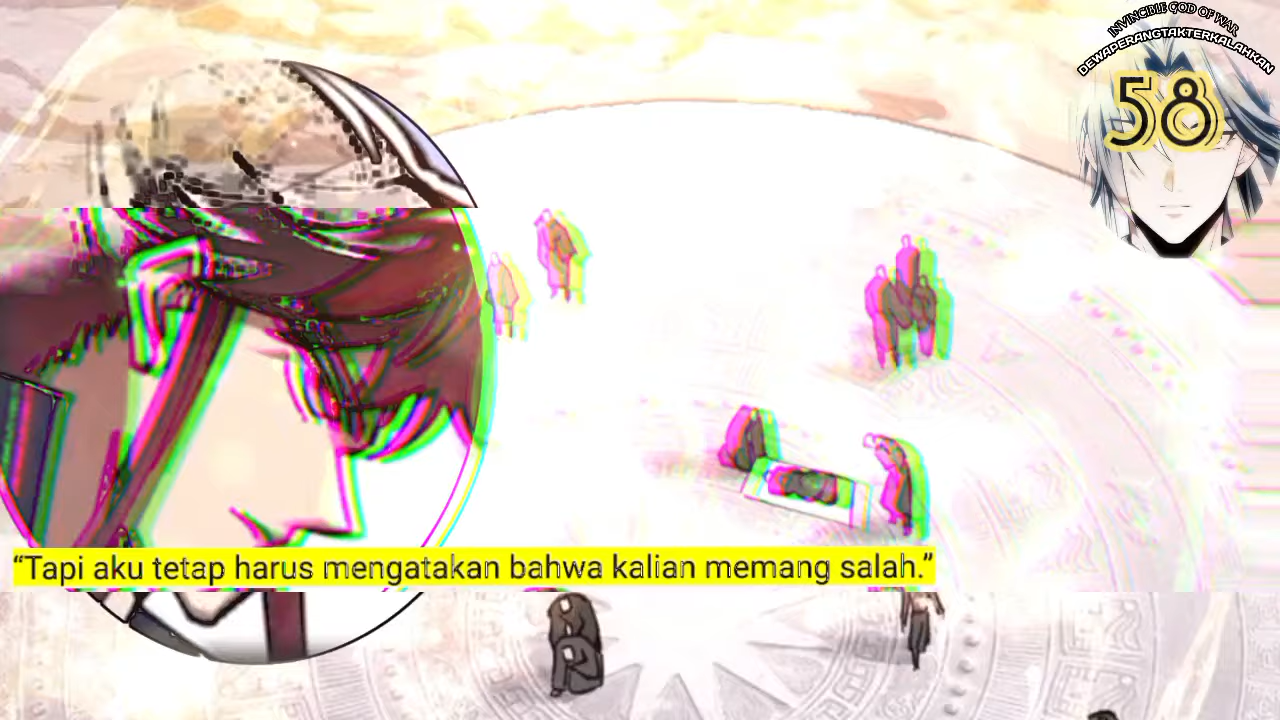 INVINCIBLE GOD OF WAR
DEWAPERANGTAKTERKALAHKAN
58
“Tapi aku tetap harus mengatakan bahwa kalian memang salah.”